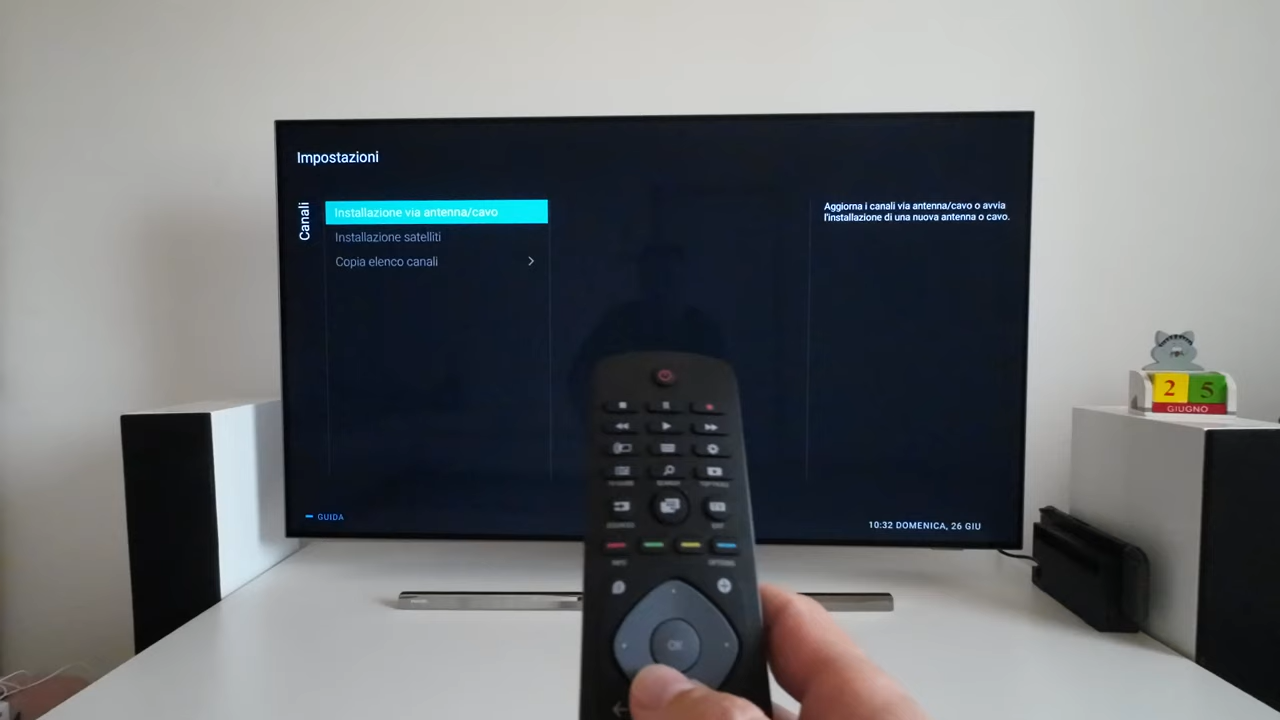 Impostazioni
Canali
Installazione via antenna/cavo
Installazione satelliti
Copia elenco canali
Aggiorna i canali via antenna/cavo o avvia
l'installazione di una nuova antenna o cavo.
GUIDA
10:32 DOMENICA, 26 GIU
2 5
GIUGNO
OK